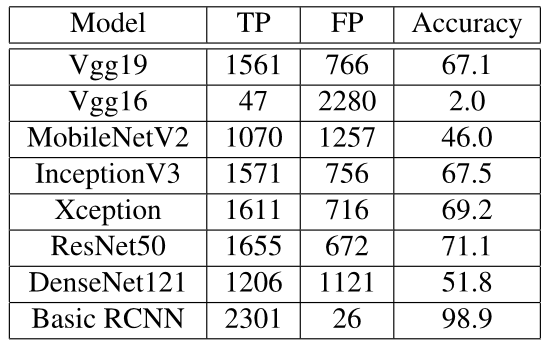 Model TP FP Accuracy
Vgg19 1561 766 67.1
Vgg16 47 2280 2.0
MobileNetV2 1070 1257 46.0
InceptionV3 1571 756 67.5
Xception 1611 716 69.2
ResNet50 1655 672 71.1
DenseNet121 1206 1121 51.8
Basic RCNN 2301 26 98.9